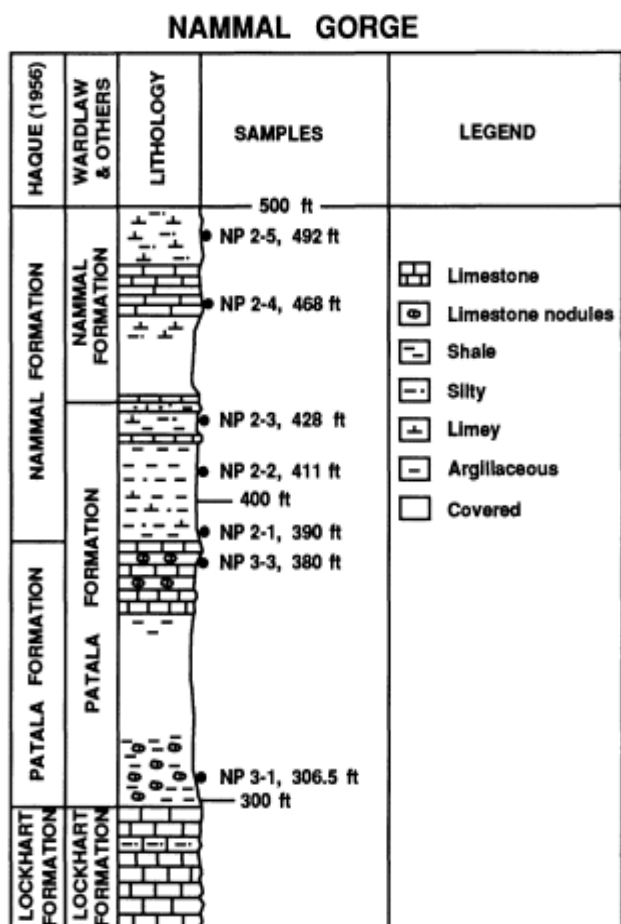 NAMMAL GORGE
HAQUE (1956)
WARDLAW
& OTHERS
LITHOLOGY
SAMPLES
LEGEND
500 ft
NP 2-5, 492 ft
NP 2-4, 468 ft
NP 2-3, 428 ft
NP 2-2, 411 ft
400 ft
NP 2-1, 390 ft
NP 3-3, 380 ft
NP 3-1, 306.5 ft
300 ft
NAMMAL FORMATION
PATALA FORMATION
LOCKHART
FORMATION
NAMMAL
FORMATION
PATALA FORMATION
LOCKHART
FORMATION
Limestone
Limestone nodules
Shale
Silty
Limey
Argillaceous
Covered